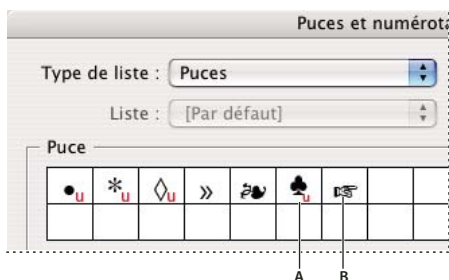 Puces et numérota
Type de liste : Puces
Liste : [Par défaut]
Puce
•u *u ◊u » ❧ ♣u ☞
A B